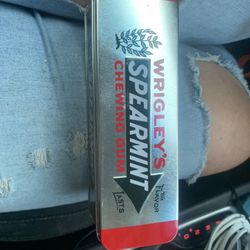 WRIGLEY'S
SPEARMINT
CHEWING GUM
THE FLAVOR
LASTS